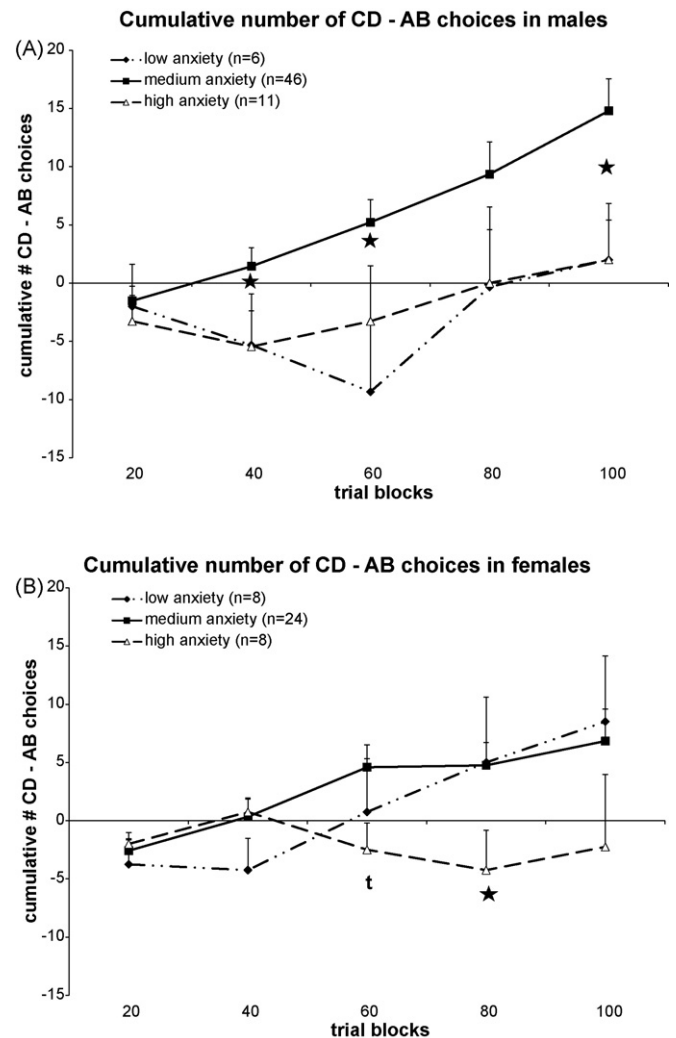 Cumulative number of CD - AB choices in males
(A)
20
15
10
5
0
-5
-10
-15
cumulative # CD - AB choices
low anxiety (n=6)
medium anxiety (n=46)
high anxiety (n=11)
20 40 60 80 100
trial blocks
Cumulative number of CD - AB choices in females
(B)
20
15
10
5
0
-5
-10
-15
cumulative # CD - AB choices
low anxiety (n=8)
medium anxiety (n=24)
high anxiety (n=8)
t
20 40 60 80 100
trial blocks